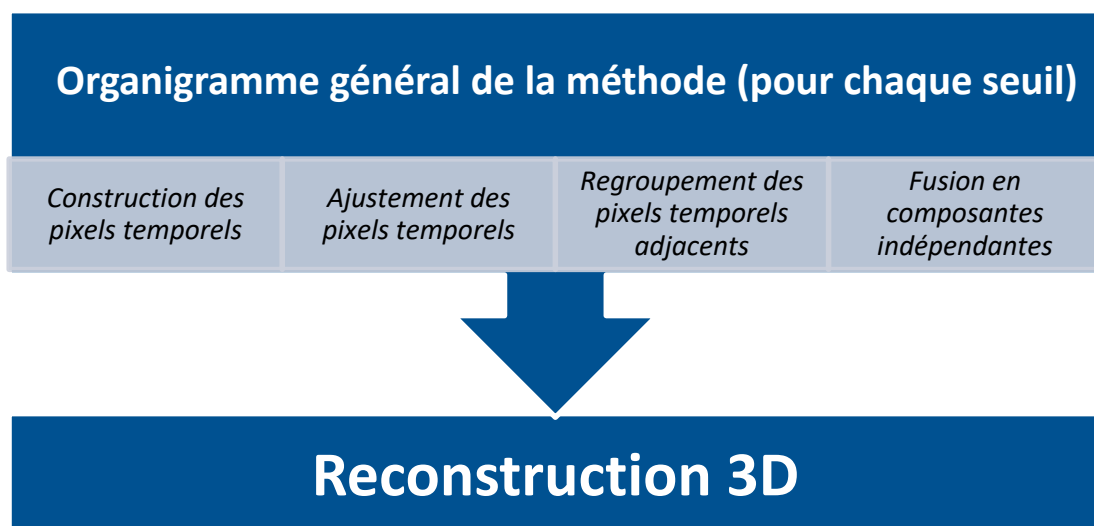 Organigramme général de la méthode (pour chaque seuil)
Construction des
pixels temporels
Ajustement des
pixels temporels
Regroupement des
pixels temporels
adjacents
Fusion en
composantes
indépendantes
Reconstruction 3D